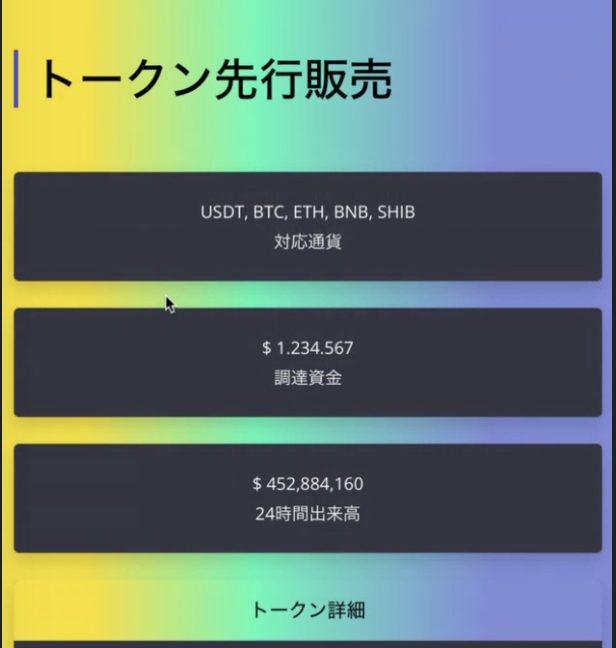 トークン先行販売
USDT, BTC, ETH, BNB, SHIB
対応通貨
$ 1.234.567
調達資金
$ 452,884,160
24時間出来高
トークン詳細